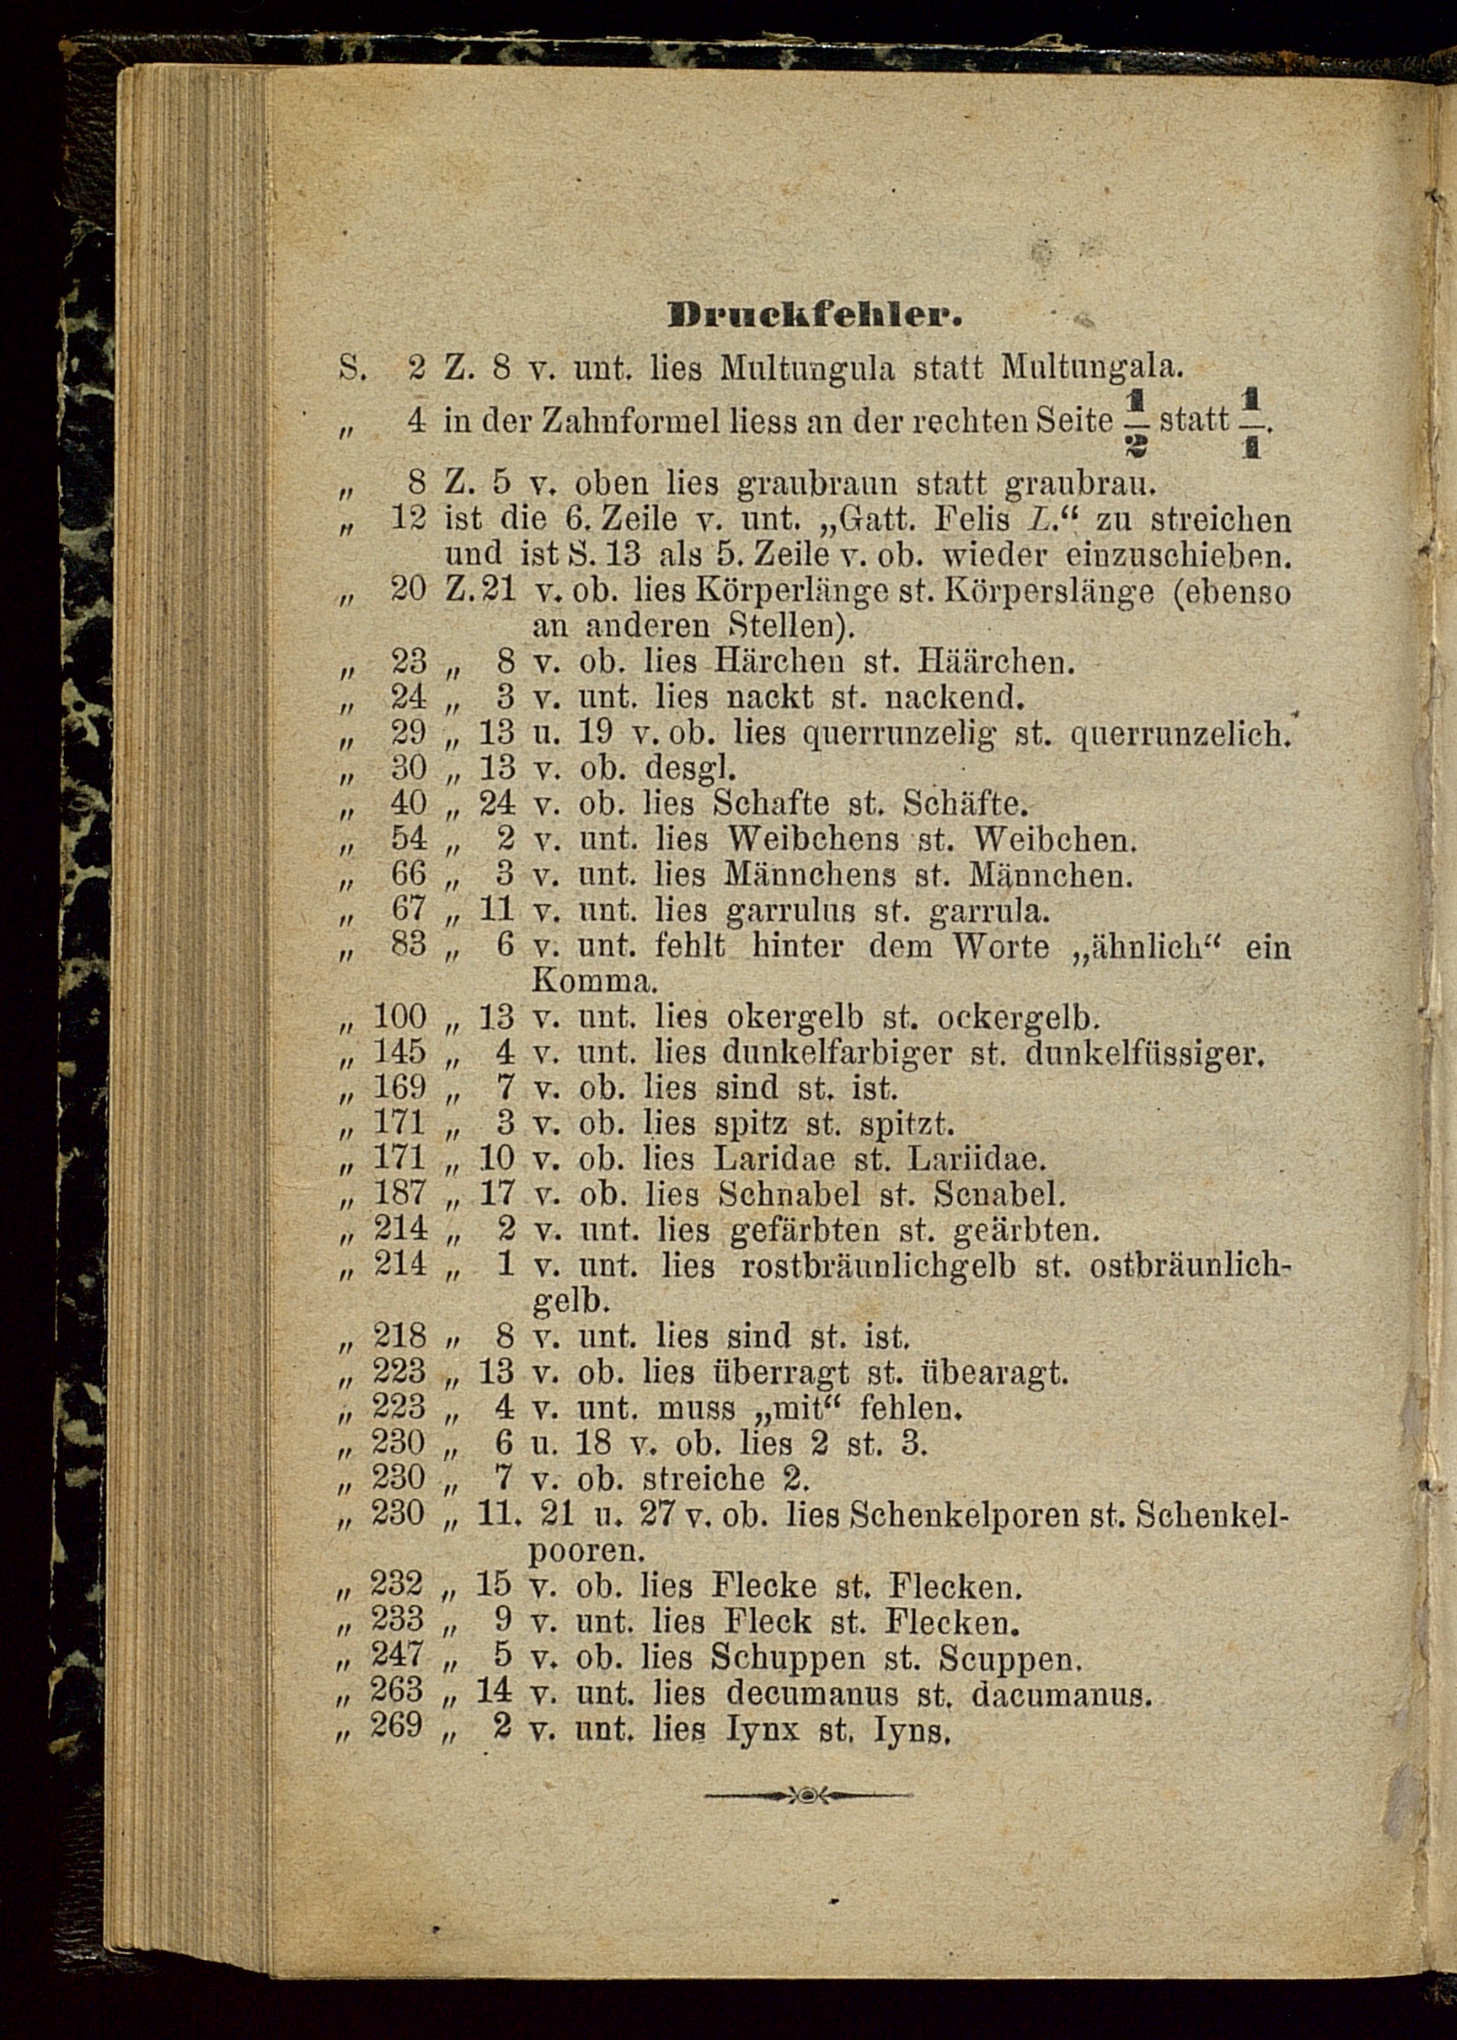 Druckfehler.
S. 2 Z. 8 v. unt. lies Multungula statt Multungala.
„ 4 in der Zahnformel liess an der rechten Seite 1/2 statt 1/1.
„ 8 Z. 5 v. oben lies graubraun statt graubrau.
„ 12 ist die 6. Zeile v. unt. „Gatt. Felis L.“ zu streichen
und ist S. 13 als 5. Zeile v. ob. wieder einzuschieben.
„ 20 Z. 21 v. ob. lies Körperlänge st. Körperslänge (ebenso
an anderen Stellen).
„ 23 „ 8 v. ob. lies Härchen st. Häärchen.
„ 24 „ 3 v. unt. lies nackt st. nackend.
„ 29 „ 13 u. 19 v. ob. lies querrunzelig st. querrunzelich.
„ 30 „ 13 v. ob. desgl.
„ 40 „ 24 v. ob. lies Schafte st. Schäfte.
„ 54 „ 2 v. unt. lies Weibchens st. Weibchen.
„ 66 „ 3 v. unt. lies Männchens st. Männchen.
„ 67 „ 11 v. unt. lies garrulus st. garrula.
„ 83 „ 6 v. unt. fehlt hinter dem Worte „ähnlich“ ein
Komma.
„ 100 „ 13 v. unt. lies okergelb st. ockergelb.
„ 145 „ 4 v. unt. lies dunkelfarbiger st. dunkelfüssiger.
„ 169 „ 7 v. ob. lies sind st. ist.
„ 171 „ 3 v. ob. lies spitz st. spitzt.
„ 171 „ 10 v. ob. lies Laridae st. Lariidae.
„ 187 „ 17 v. ob. lies Schnabel st. Scnabel.
„ 214 „ 2 v. unt. lies gefärbten st. geärbten.
„ 214 „ 1 v. unt. lies rostbräunlichgelb st. ostbräunlich-
gelb.
„ 218 „ 8 v. unt. lies sind st. ist.
„ 223 „ 13 v. ob. lies überragt st. übearagt.
„ 223 „ 4 v. unt. muss „mit“ fehlen.
„ 230 „ 6 u. 18 v. ob. lies 2 st. 3.
„ 230 „ 7 v. ob. streiche 2.
„ 230 „ 11. 21 u. 27 v. ob. lies Schenkelporen st. Schenkel-
pooren.
„ 232 „ 15 v. ob. lies Flecke st. Flecken.
„ 233 „ 9 v. unt. lies Fleck st. Flecken.
„ 247 „ 5 v. ob. lies Schuppen st. Scuppen.
„ 263 „ 14 v. unt. lies decumanus st. dacumanus.
„ 269 „ 2 v. unt. lies Iynx st. Iyns.